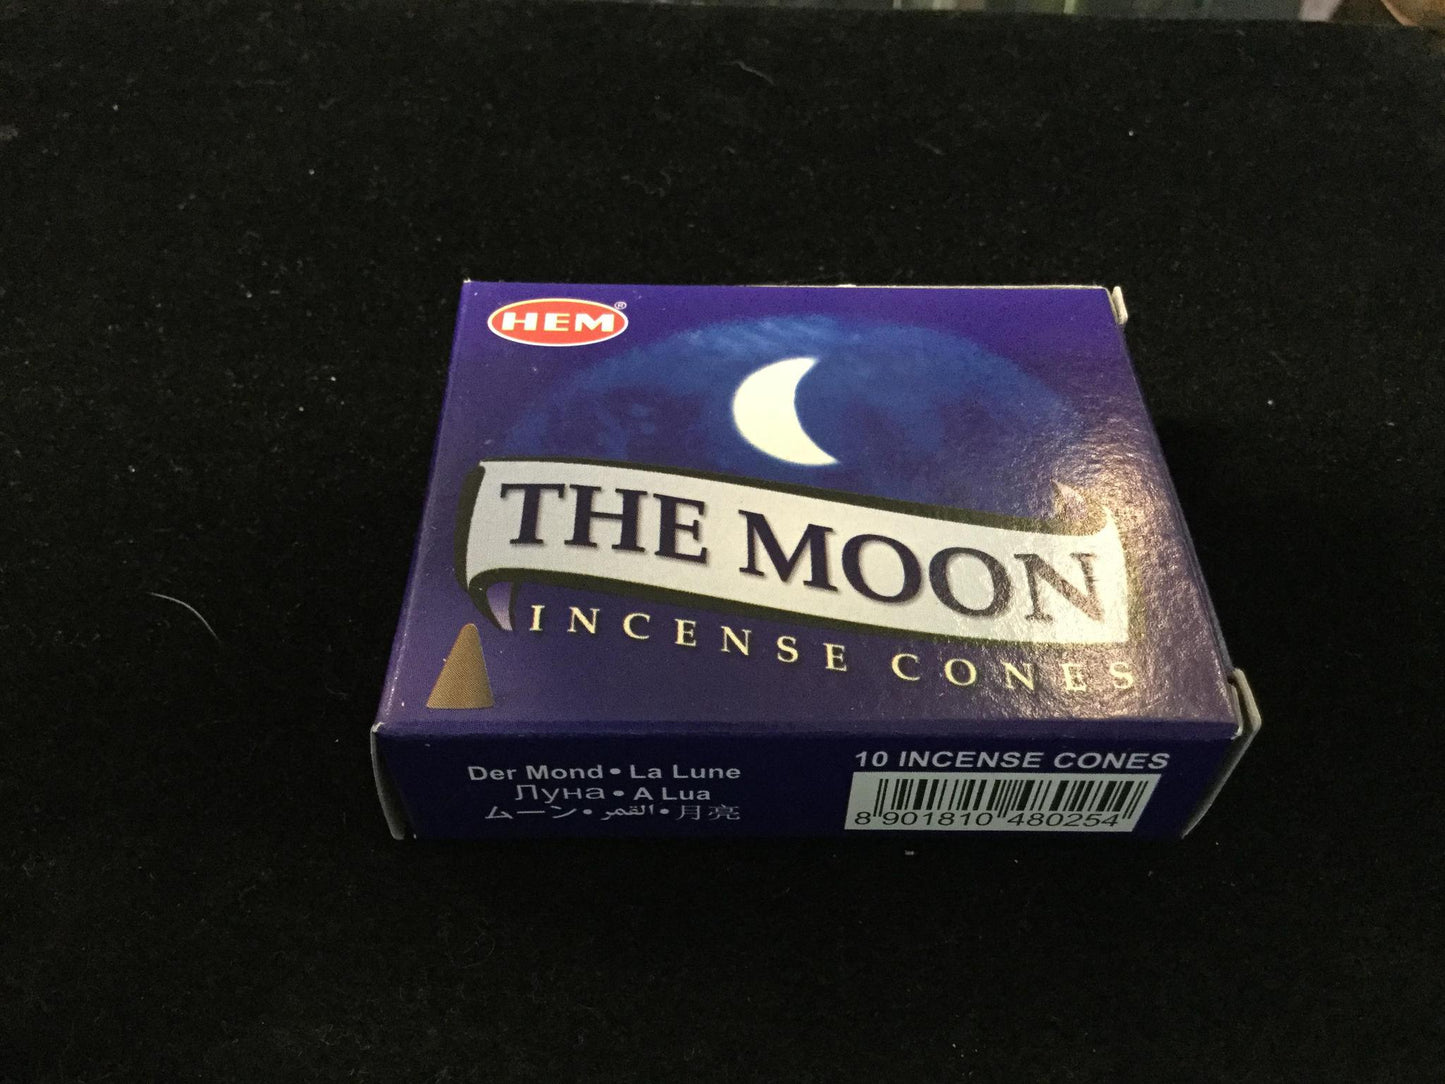 HEM®
THE MOON
INCENSE CONES
Der Mond • La Lune
Луна • A Lua
ムーン • القمر • 月亮
10 INCENSE CONES
8 901810 480254